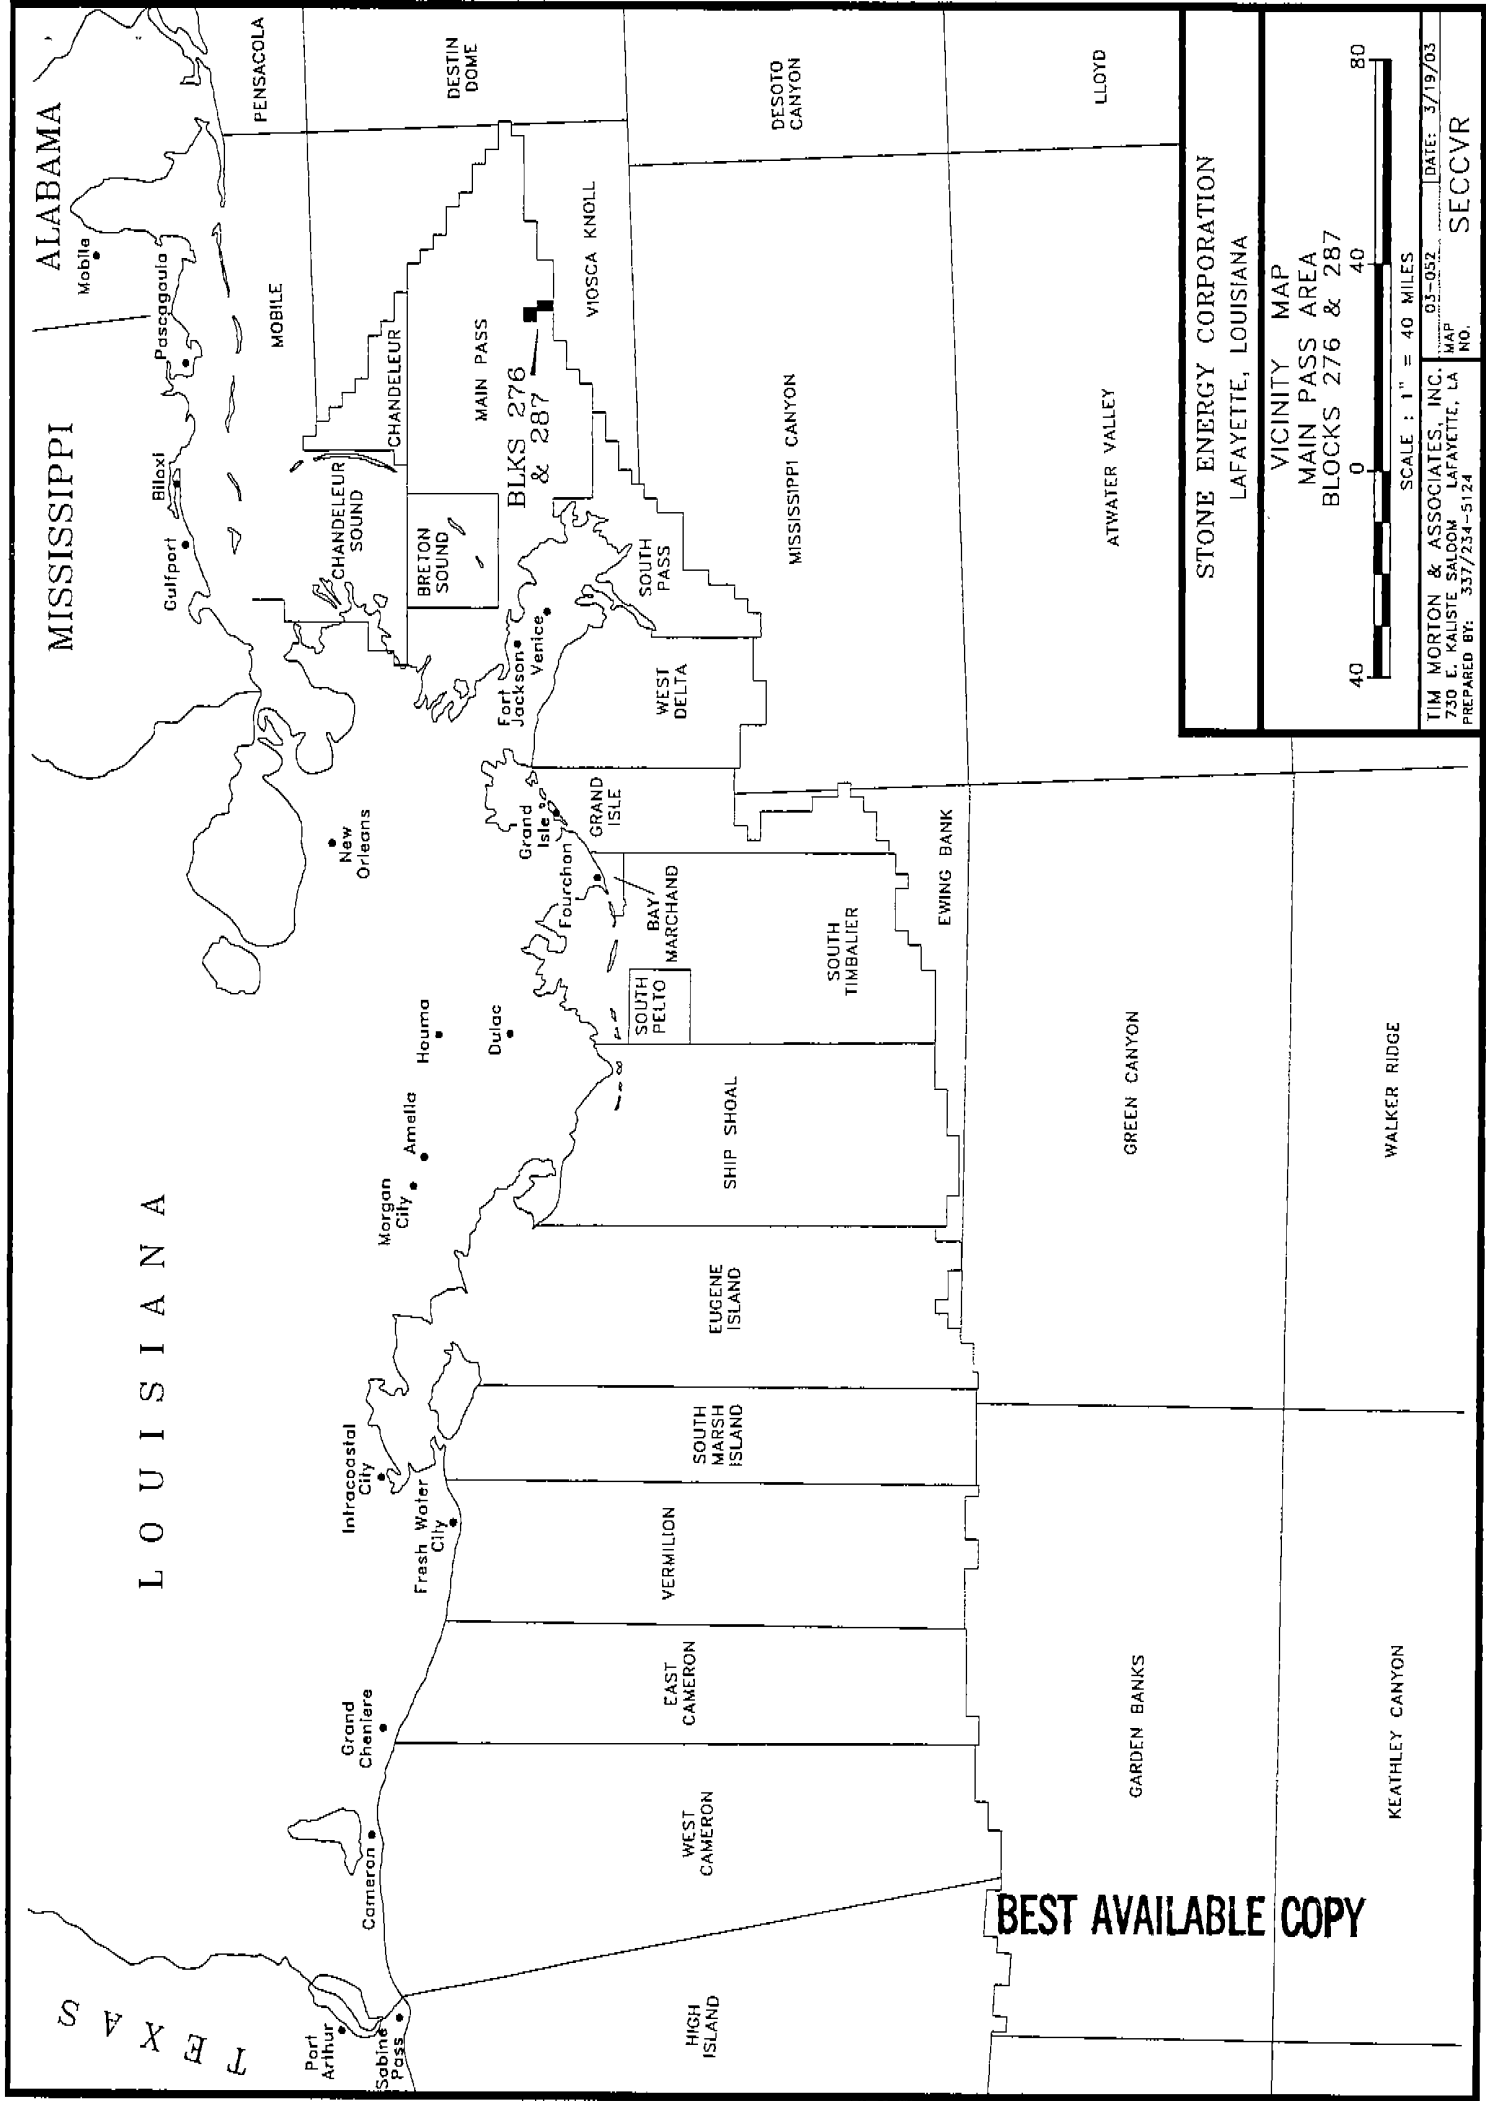 TEXAS
LOUISIANA
MISSISSIPPI
ALABAMA
Port
Arthur
Sabine
Pass
Cameron
Grand
Cheniere
Intracoastal
City
Fresh Water
City
Morgan
City
Amelia
Houma
Dulac
New
Orleans
Fourchon
Grand
Isle
Fort
Jackson
Venice
Gulfport
Biloxi
Pascagoula
Mobile
HIGH
ISLAND
WEST
CAMERON
EAST
CAMERON
VERMILION
SOUTH
MARSH
ISLAND
EUGENE
ISLAND
SHIP SHOAL
SOUTH
PELTO
BAY
MARCHAND
SOUTH
TIMBALIER
GRAND
ISLE
WEST
DELTA
SOUTH
PASS
BRETON
SOUND
CHANDELEUR
SOUND
CHANDELEUR
MAIN PASS
BLKS 276
& 287
MOBILE
VIOSCA KNOLL
PENSACOLA
DESTIN
DOME
DESOTO
CANYON
LLOYD
MISSISSIPPI CANYON
ATWATER VALLEY
EWING BANK
GREEN CANYON
WALKER RIDGE
GARDEN BANKS
KEATHLEY CANYON
BEST AVAILABLE COPY
STONE ENERGY CORPORATION
LAFAYETTE, LOUISIANA
VICINITY MAP
MAIN PASS AREA
BLOCKS 276 & 287
40 0 40 80
SCALE : 1" = 40 MILES
TIM MORTON & ASSOCIATES, INC.
730 E. KALISTE SALOOM LAFAYETTE, LA
PREPARED BY: 337/234-5124
03-052
DATE: 3/19/03
MAP
NO.
SECCVR